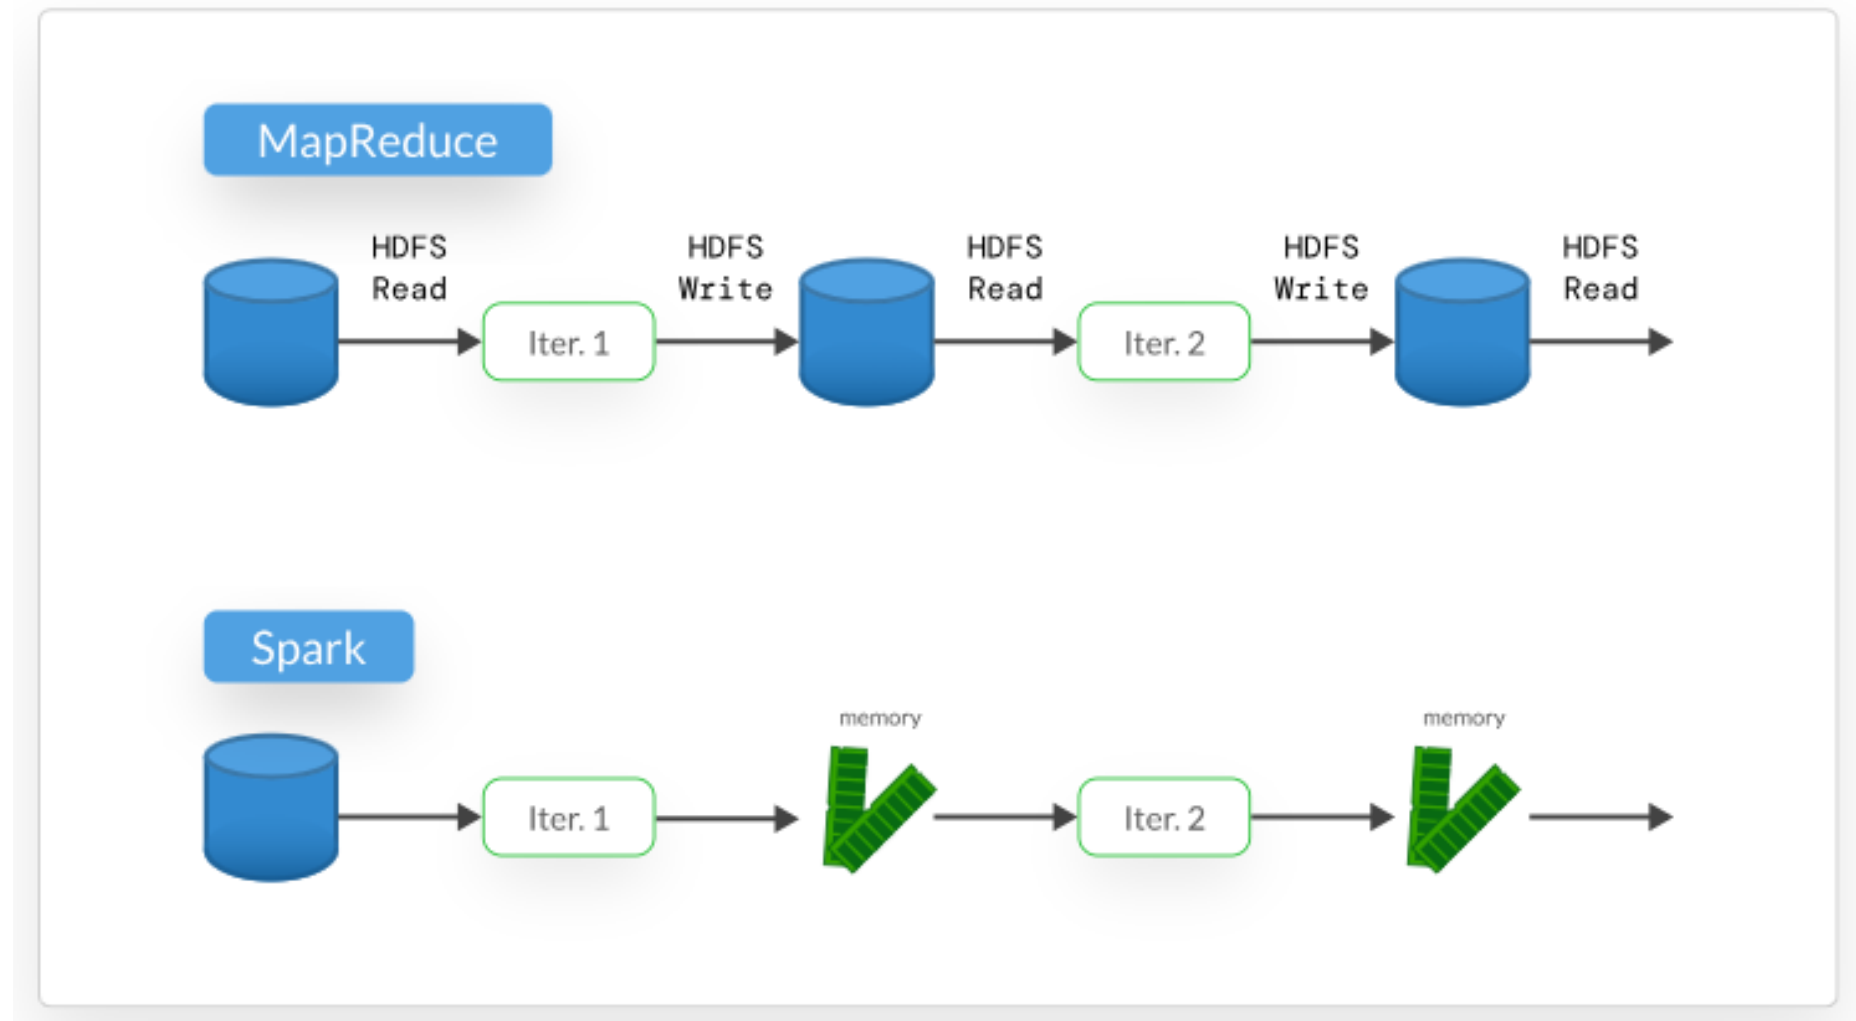 MapReduce
HDFS
Read
HDFS
Write
HDFS
Read
HDFS
Write
HDFS
Read
Iter. 1
Iter. 2
Spark
memory
memory
Iter. 1
Iter. 2